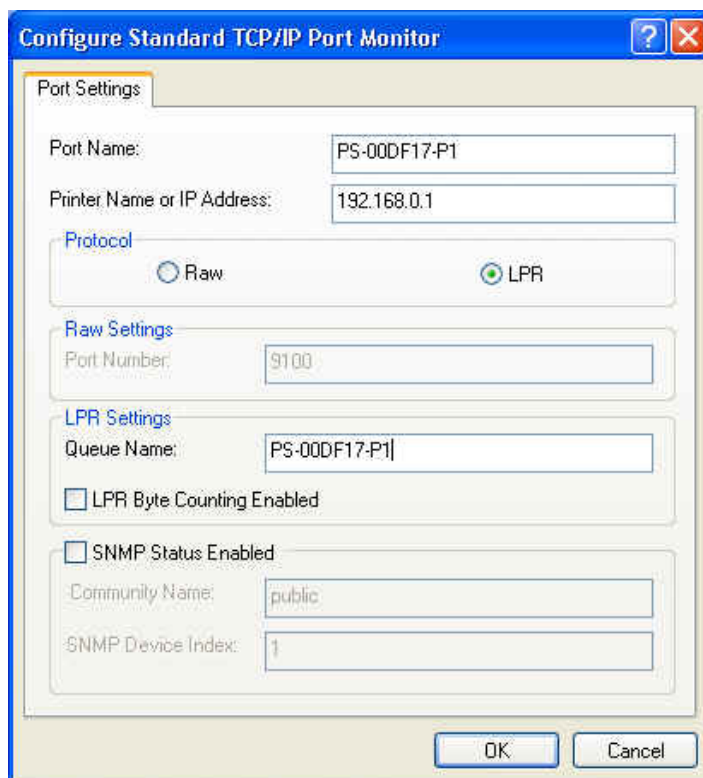 Configure Standard TCP/IP Port Monitor
?
Port Settings
Port Name: PS-00DF17-P1
Printer Name or IP Address: 192.168.0.1
Protocol
Raw LPR
Raw Settings
Port Number: 9100
LPR Settings
Queue Name: PS-00DF17-P1
LPR Byte Counting Enabled
SNMP Status Enabled
Community Name: public
SNMP Device Index: 1
OK Cancel